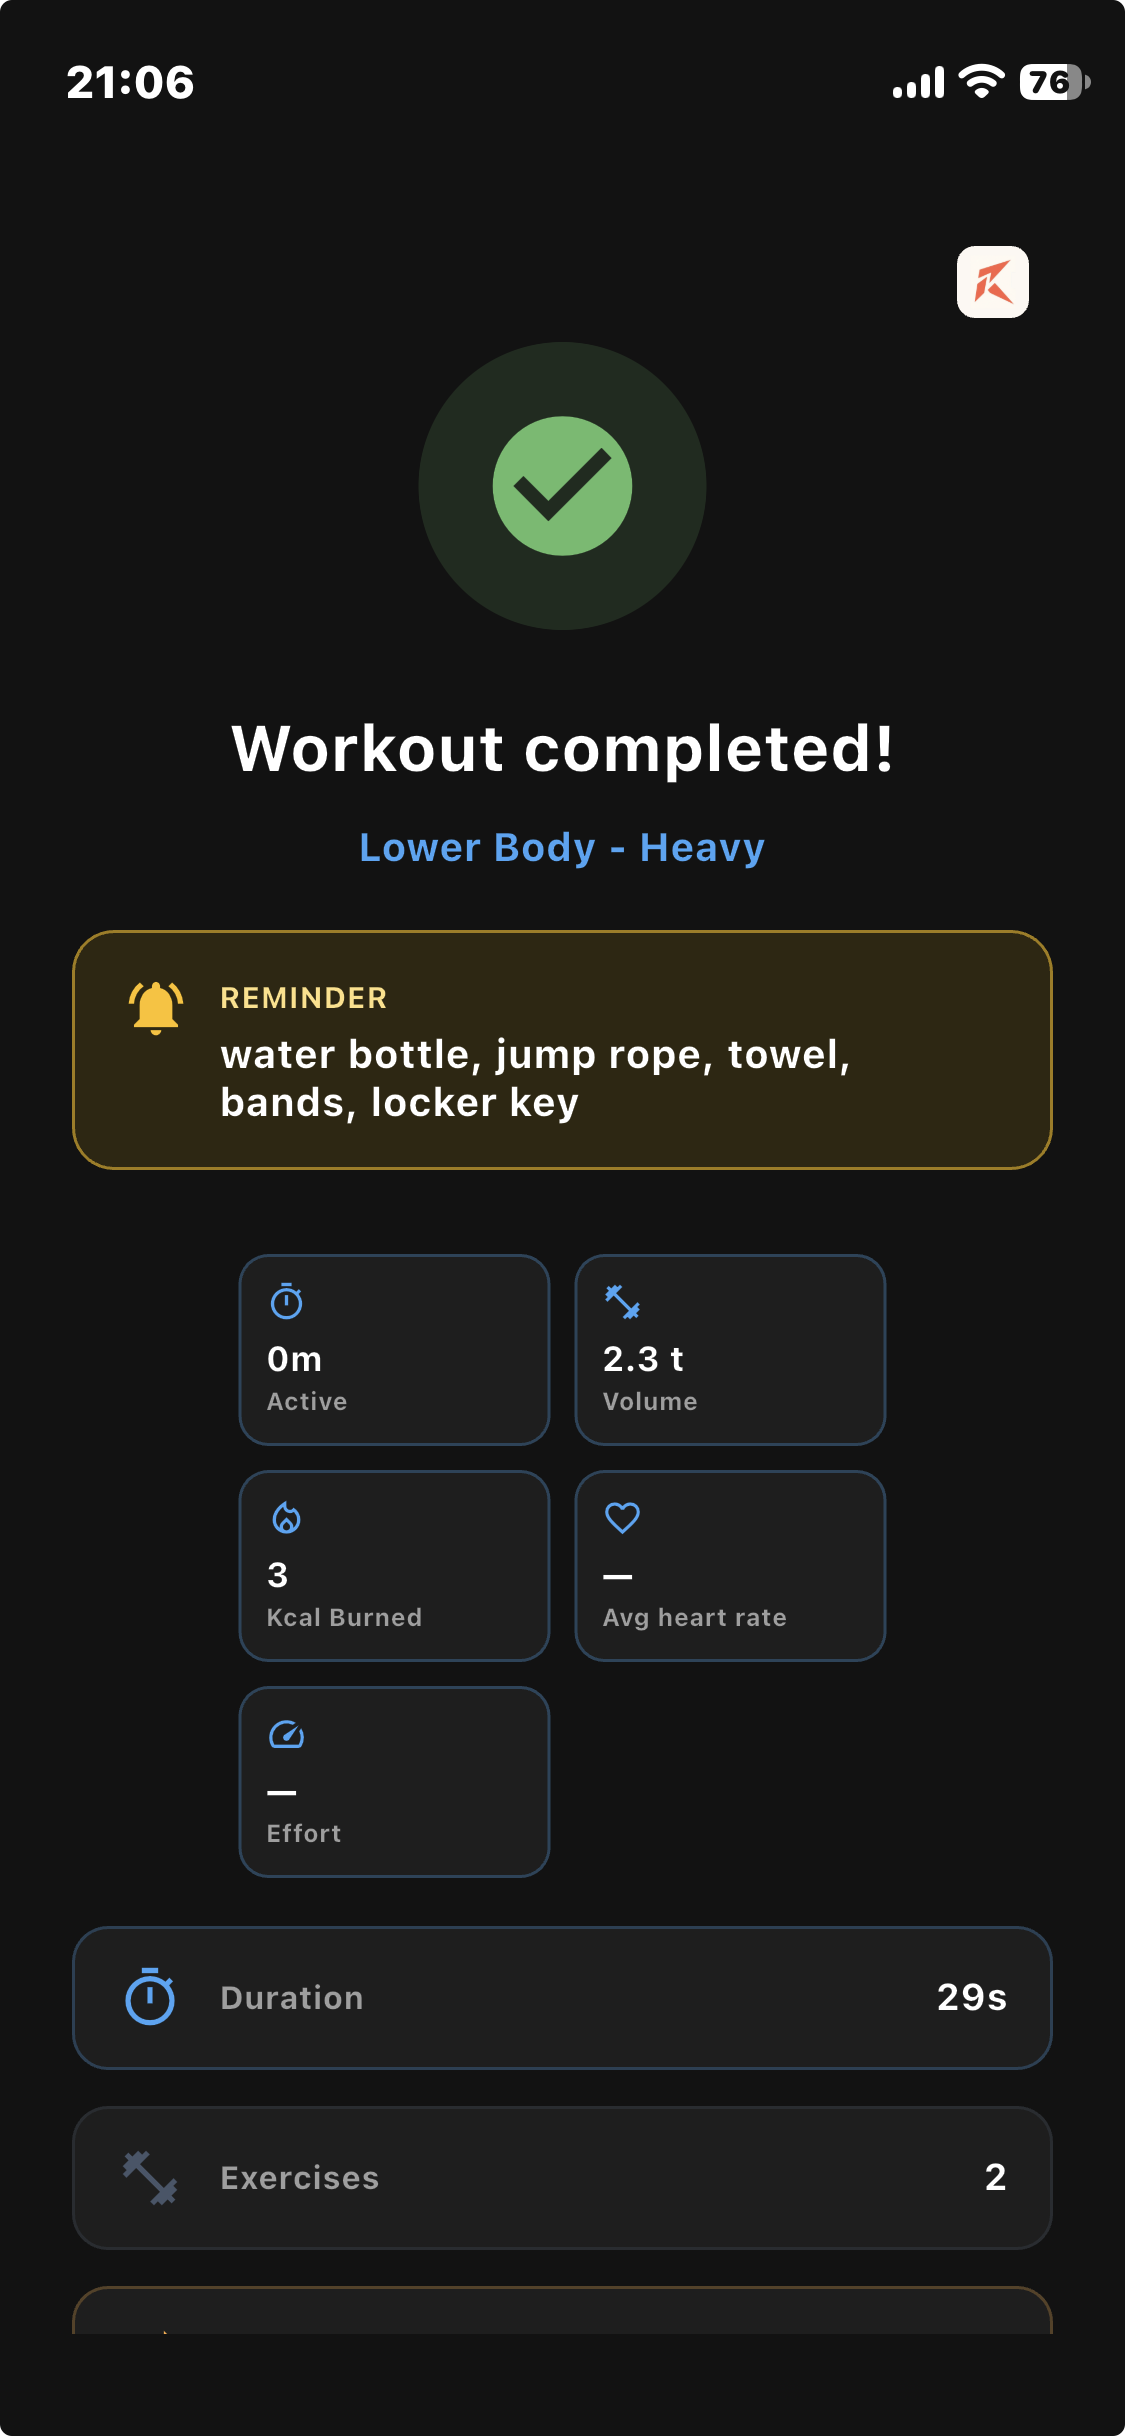 21:06
76
Workout completed!
Lower Body - Heavy
REMINDER
water bottle, jump rope, towel,
bands, locker key
0m
Active
2.3 t
Volume
3
Kcal Burned
—
Avg heart rate
—
Effort
Duration
29s
Exercises
2